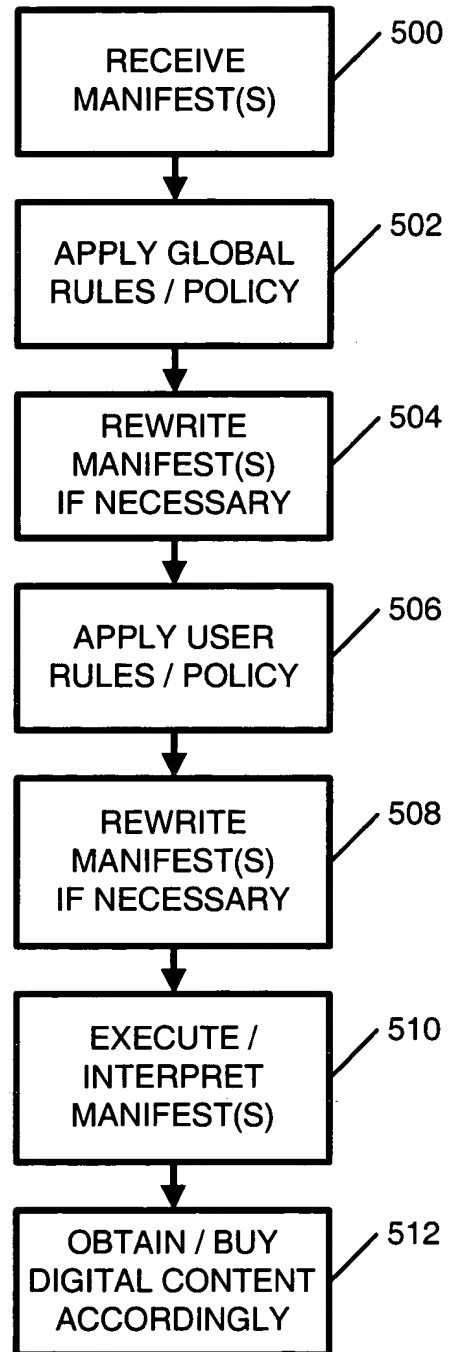 RECEIVE
MANIFEST(S)
500
APPLY GLOBAL
RULES / POLICY
502
REWRITE
MANIFEST(S)
IF NECESSARY
504
APPLY USER
RULES / POLICY
506
REWRITE
MANIFEST(S)
IF NECESSARY
508
EXECUTE /
INTERPRET
MANIFEST(S)
510
OBTAIN / BUY
DIGITAL CONTENT
ACCORDINGLY
512